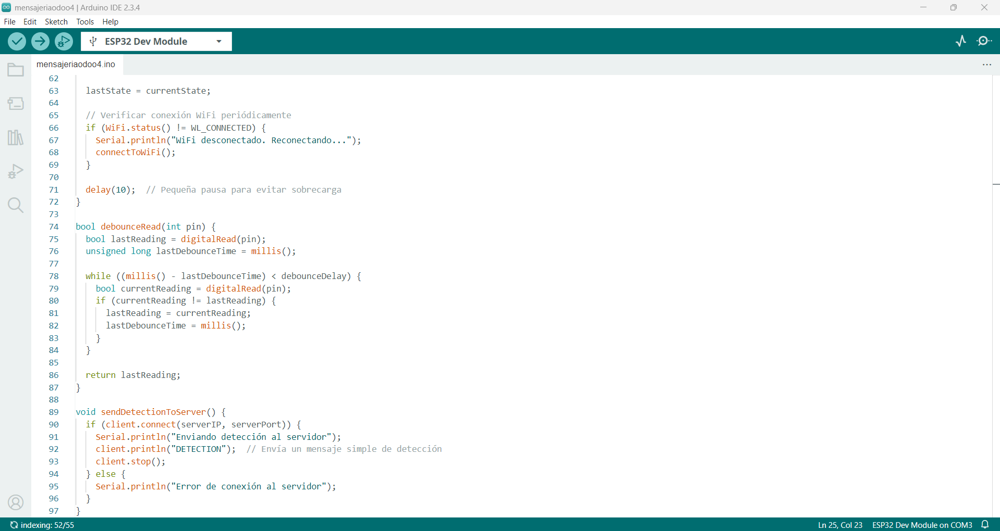 mensajeriaodoo4 | Arduino IDE 2.3.4
File Edit Sketch Tools Help
ESP32 Dev Module
mensajeriaodoo4.ino
62
63 lastState = currentState;
64
65 // Verificar conexión WiFi periódicamente
66 if (WiFi.status() != WL_CONNECTED) {
67 Serial.println("WiFi desconectado. Reconectando...");
68 connectToWiFi();
69 }
70
71 delay(10); // Pequeña pausa para evitar sobrecarga
72 }
73
74 bool debounceRead(int pin) {
75 bool lastReading = digitalRead(pin);
76 unsigned long lastDebounceTime = millis();
77
78 while ((millis() - lastDebounceTime) < debounceDelay) {
79 bool currentReading = digitalRead(pin);
80 if (currentReading != lastReading) {
81 lastReading = currentReading;
82 lastDebounceTime = millis();
83 }
84 }
85
86 return lastReading;
87 }
88
89 void sendDetectionToServer() {
90 if (client.connect(serverIP, serverPort)) {
91 Serial.println("Enviando detección al servidor");
92 client.println("DETECTION"); // Envía un mensaje simple de detección
93 client.stop();
94 } else {
95 Serial.println("Error de conexión al servidor");
96 }
97 }
indexing: 52/55 Ln 25, Col 23 ESP32 Dev Module on COM3